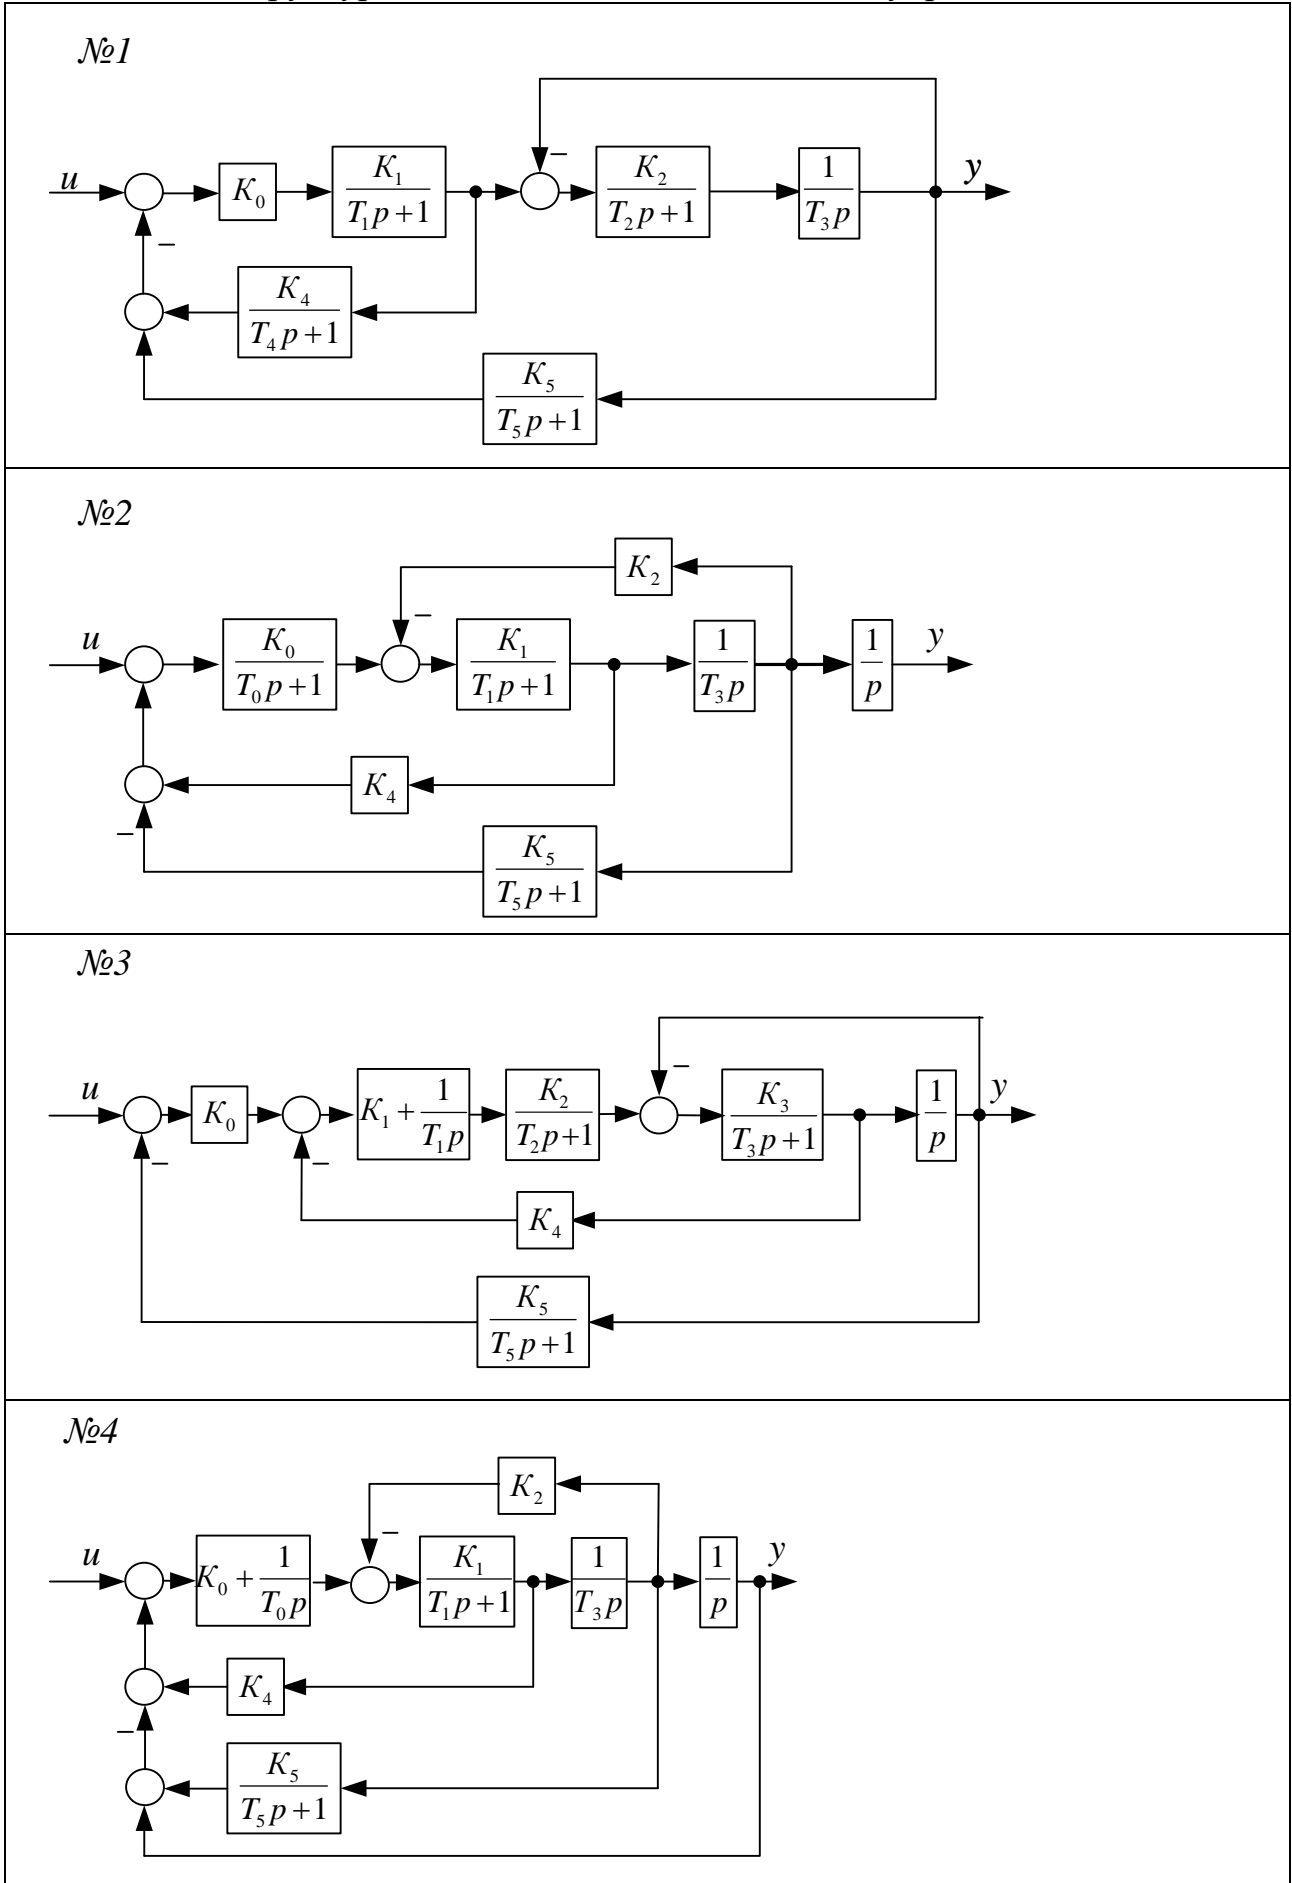 №1
u
K₀
K₁
T₁p+1
–
K₂
T₂p+1
1
T₃p
y
–
K₄
T₄p+1
K₅
T₅p+1
№2
K₂
u
K₀
T₀p+1
–
K₁
T₁p+1
1
T₃p
1
p
y
K₄
–
K₅
T₅p+1
№3
u
K₀
K₁ + 1
T₁p
K₂
T₂p+1
–
K₃
T₃p+1
1
p
y
–
–
K₄
K₅
T₅p+1
№4
K₂
u
K₀ + 1
T₀p
–
K₁
T₁p+1
1
T₃p
1
p
y
K₄
–
K₅
T₅p+1